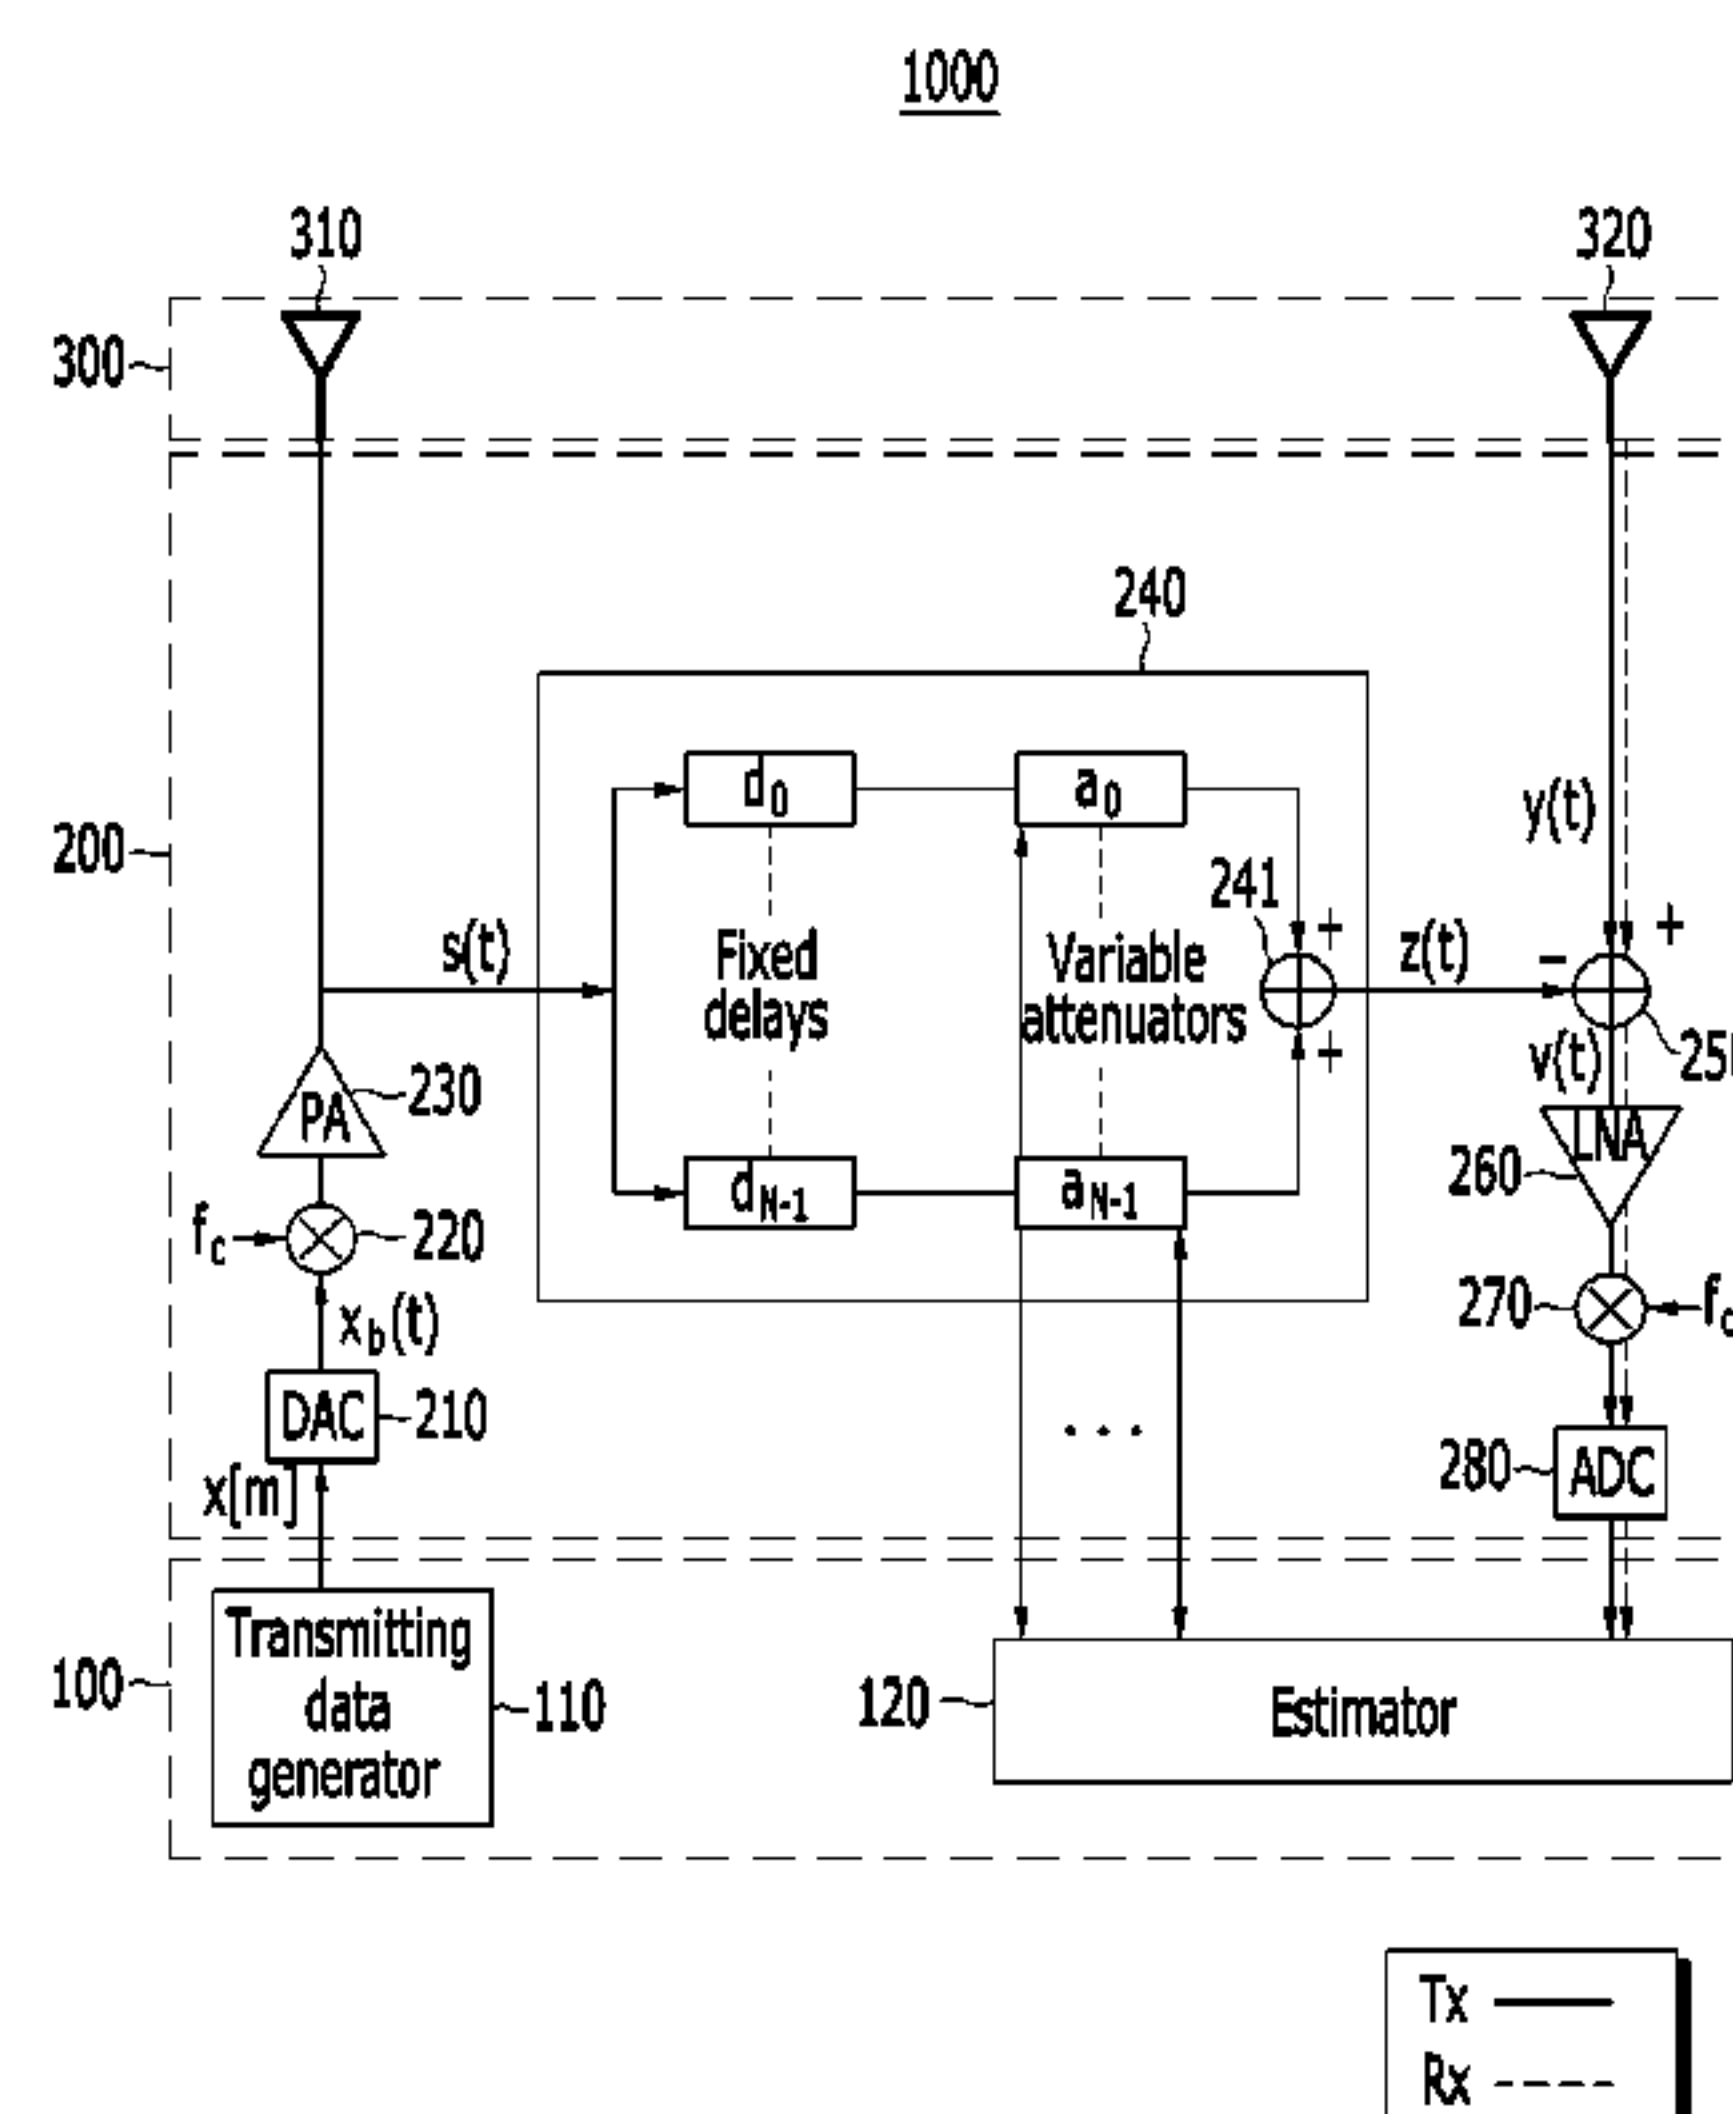 1000
310
320
300
240
d0
a0
y(t)
241
200
+
+
s(t)
Fixed
delays
Variable
attenuators
z(t)
-
+
v(t)
230
PA
LNA
260
dN-1
aN-1
fc
220
270
fc
xb(t)
DAC
210
...
280
ADC
x[m]
Transmitting
data
generator
100
110
120
Estimator
Tx
Rx